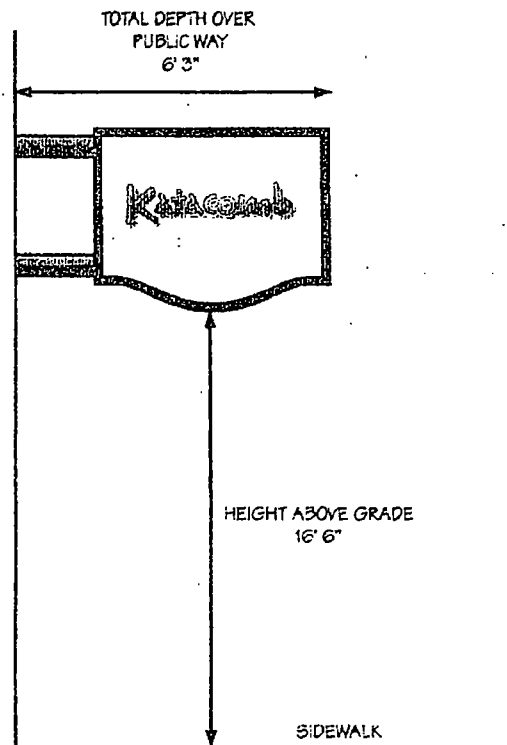 TOTAL DEPTH OVER
PUBLIC WAY
6' 3"
Katacomb
HEIGHT ABOVE GRADE
16' 6"
SIDEWALK